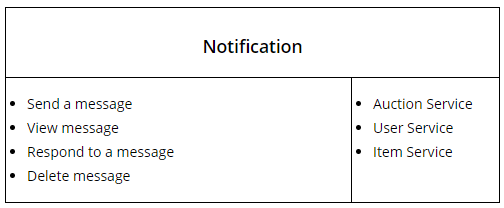 Notification
Send a message
View message
Respond to a message
Delete message
Auction Service
User Service
Item Service